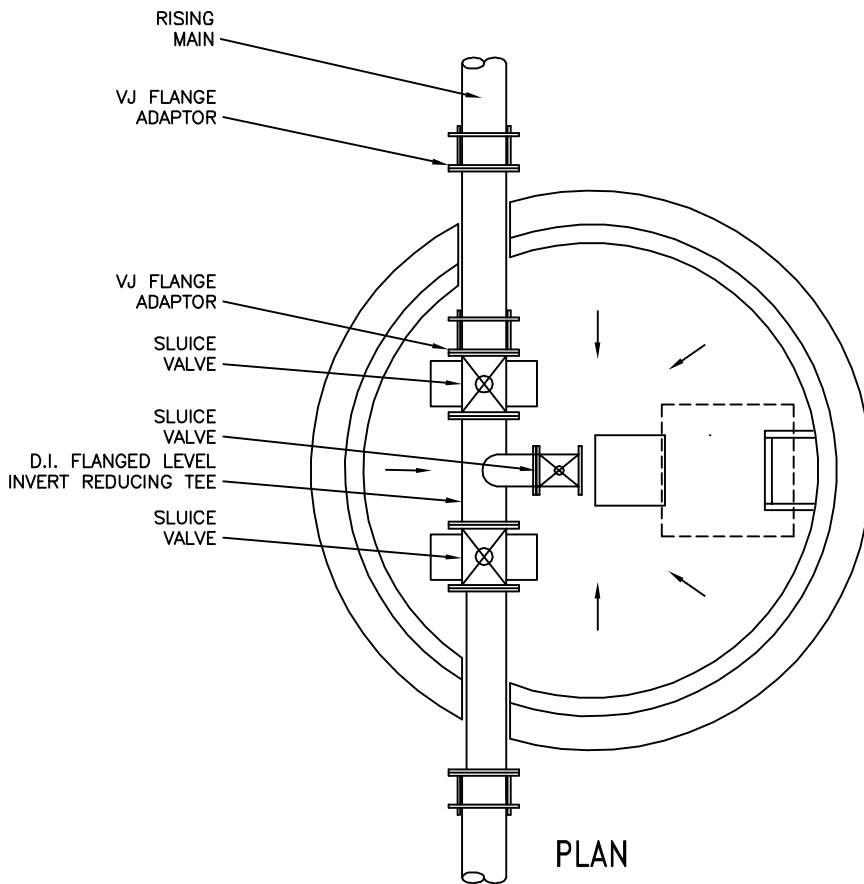 RISING
MAIN
VJ FLANGE
ADAPTOR
VJ FLANGE
ADAPTOR
SLUICE
VALVE
SLUICE
VALVE
D.I. FLANGED LEVEL
INVERT REDUCING TEE
SLUICE
VALVE
PLAN